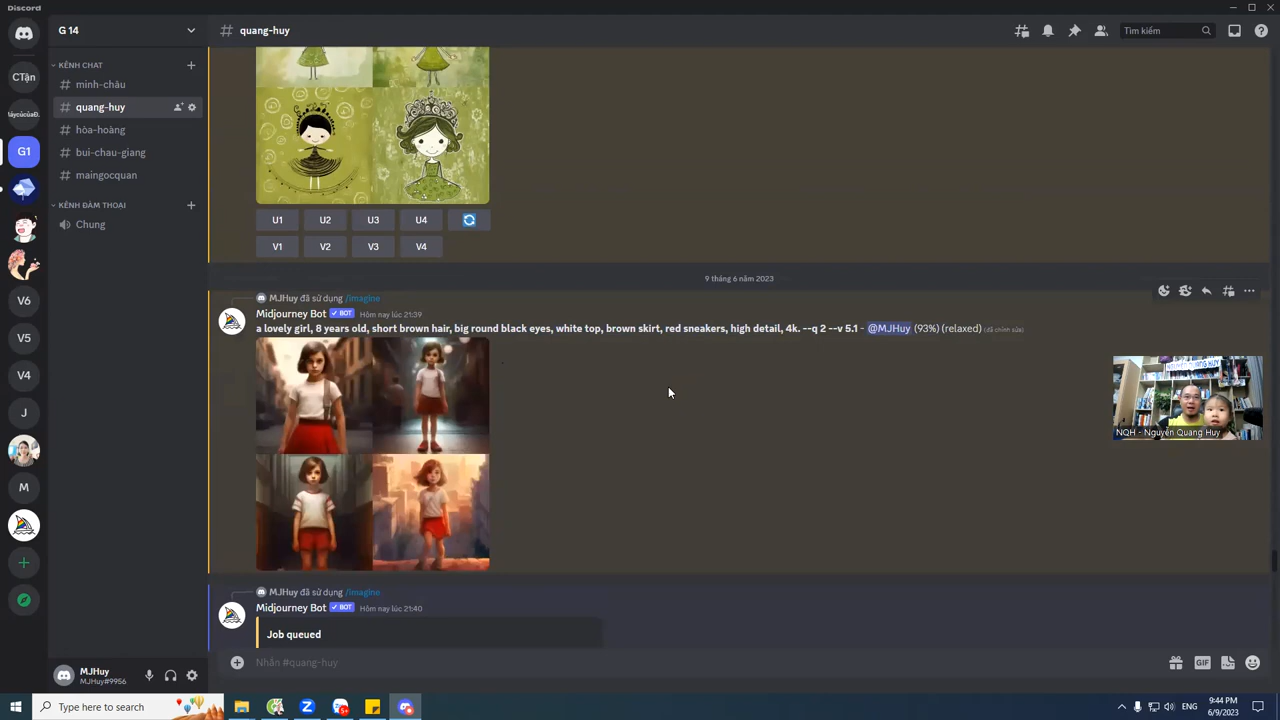 Discord
G 14
# quang-huy
Tìm kiếm
KÊNH CHAT
# minh-châu
# quang-huy
# hòa-hoàng
# bui-chau-giang
# maingocquan
KÊNH ĐÀM THOẠI
Chung
CTận
G1
V6
V5
V4
J
M
U1 U2 U3 U4
V1 V2 V3 V4
9 tháng 6 năm 2023
MJHuy đã sử dụng /imagine
Midjourney Bot BOT Hôm nay lúc 21:39
a lovely girl, 8 years old, short brown hair, big round black eyes, white top, brown skirt, red sneakers, high detail, 4k. --q 2 --v 5.1 - @MJHuy (93%) (relaxed) (đã chỉnh sửa)
NQH - Nguyễn Quang Huy
MJHuy đã sử dụng /imagine
Midjourney Bot BOT Hôm nay lúc 21:40
Job queued
Nhắn #quang-huy
GIF
MJHuy
MJHuy#9956
Type here to search
5+
ENG
9:44 PM
6/9/2023